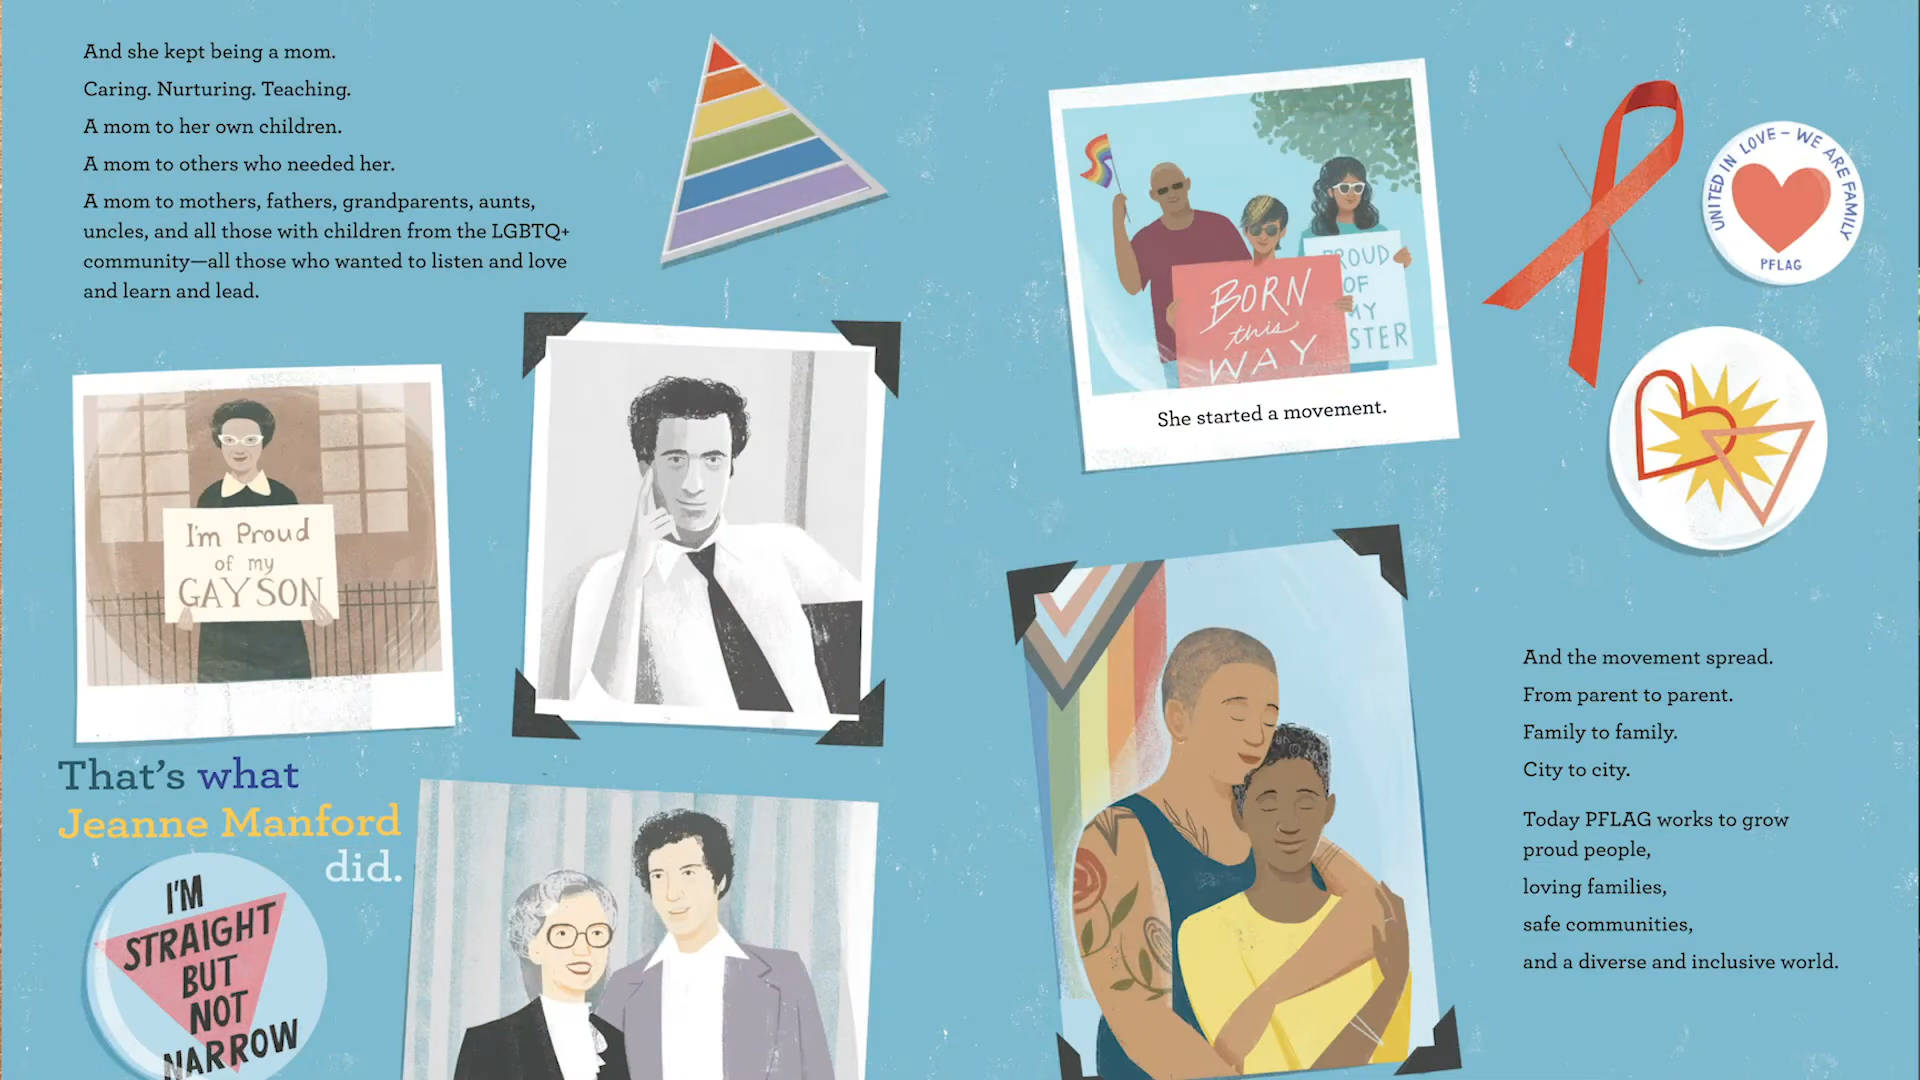 And she kept being a mom.
Caring. Nurturing. Teaching.
A mom to her own children.
A mom to others who needed her.
A mom to mothers, fathers, grandparents, aunts,
uncles, and all those with children from the LGBTQ+
community—all those who wanted to listen and love
and learn and lead.
I'm Proud
of my
GAY SON
That's what
Jeanne Manford
did.
I'M
STRAIGHT
BUT
NOT
NARROW
BORN
this
WAY
PROUD
OF
MY
STER
She started a movement.
UNITED IN LOVE – WE ARE FAMILY
PFLAG
And the movement spread.
From parent to parent.
Family to family.
City to city.
Today PFLAG works to grow
proud people,
loving families,
safe communities,
and a diverse and inclusive world.